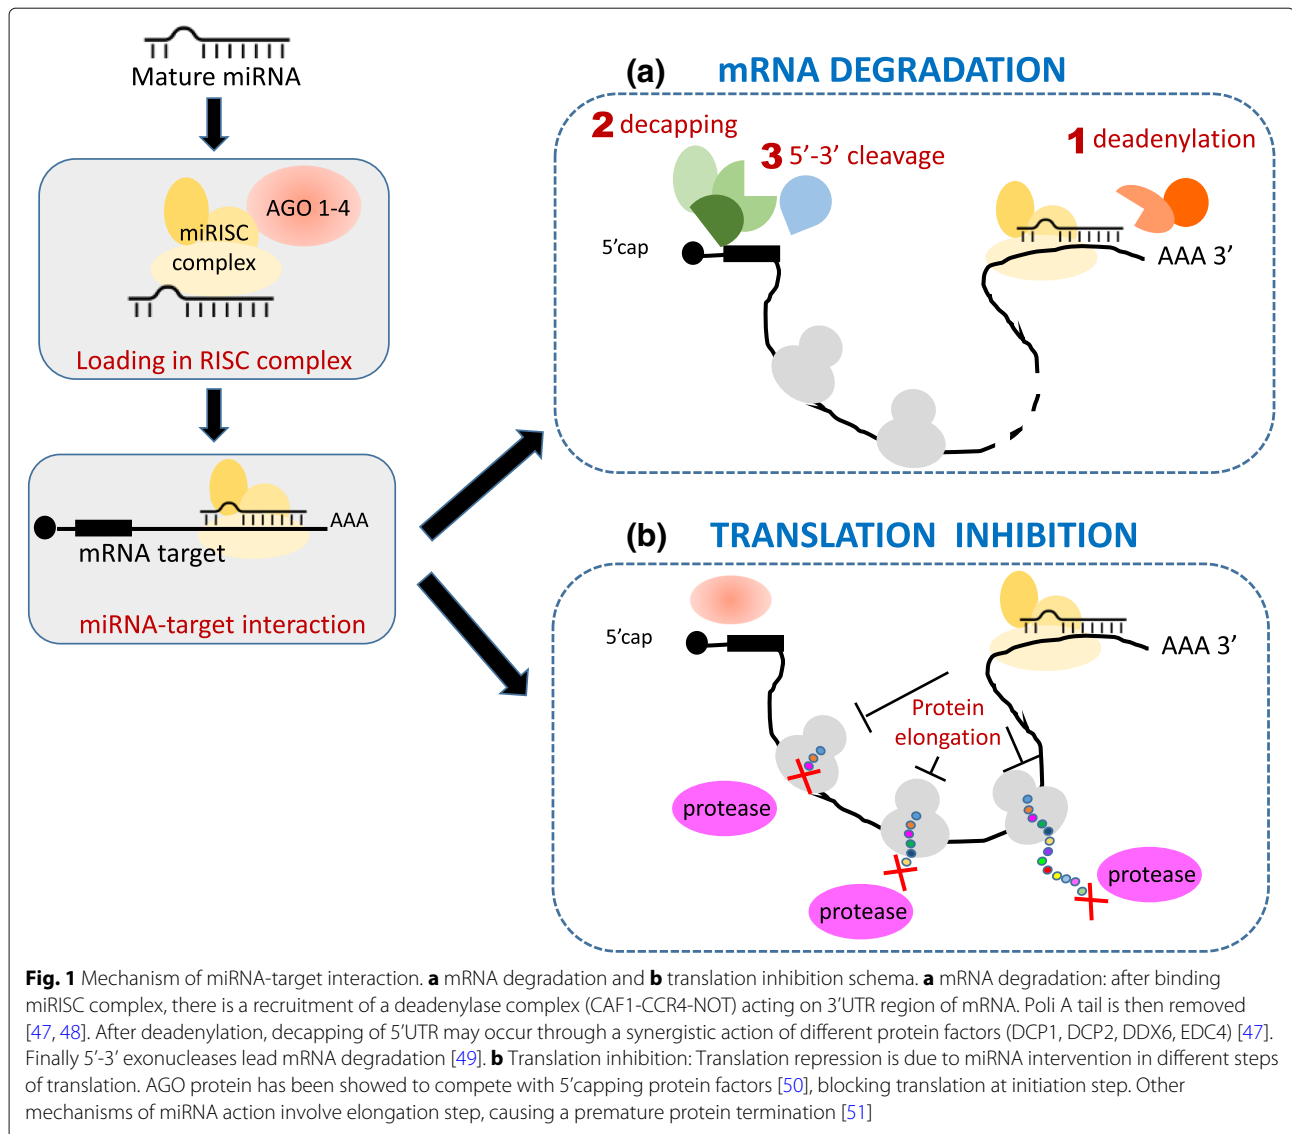 Mature miRNA
AGO 1-4
miRISC
complex
Loading in RISC complex
AAA
mRNA target
miRNA-target interaction
(a) mRNA DEGRADATION
2 decapping
3 5’-3’ cleavage
1 deadenylation
5’cap
AAA 3’
(b) TRANSLATION INHIBITION
5’cap
AAA 3’
Protein
elongation
protease
protease
protease
Fig. 1 Mechanism of miRNA-target interaction. a mRNA degradation and b translation inhibition schema. a mRNA degradation: after binding
miRISC complex, there is a recruitment of a deadenylase complex (CAF1-CCR4-NOT) acting on 3’UTR region of mRNA. Poli A tail is then removed
[47, 48]. After deadenylation, decapping of 5’UTR may occur through a synergistic action of different protein factors (DCP1, DCP2, DDX6, EDC4) [47].
Finally 5’-3’ exonucleases lead mRNA degradation [49]. b Translation inhibition: Translation repression is due to miRNA intervention in different steps
of translation. AGO protein has been showed to compete with 5’capping protein factors [50], blocking translation at initiation step. Other
mechanisms of miRNA action involve elongation step, causing a premature protein termination [51]